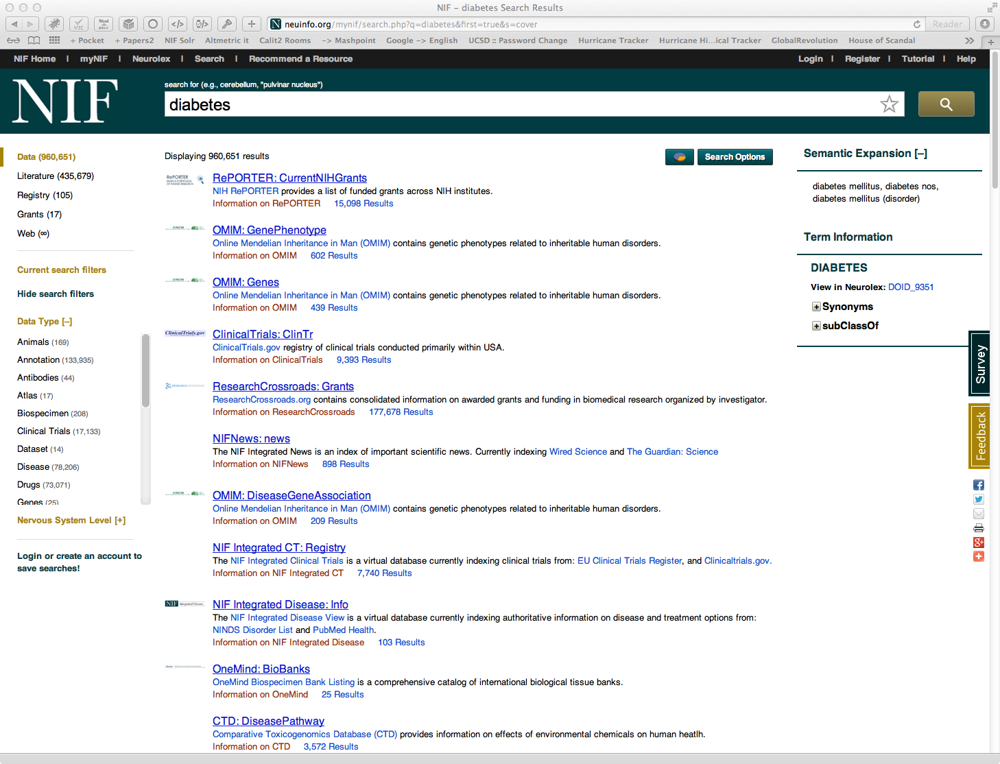 NIF – diabetes Search Results
W3C
Word
neuinfo.org/mynif/search.php?q=diabetes&first=true&s=cover
Reader
+ Pocket
+ Papers2
NIF Solr
Altmetric it
Calit2 Rooms
-> Mashpoint
Google -> English
UCSD :: Password Change
Hurricane Tracker
Hurricane Hi...ical Tracker
GlobalRevolution
House of Scandal
NIF Home | myNIF | Neurolex | Search | Recommend a Resource
Login | Register | Tutorial | Help
NIF
search for (e.g., cerebellum, "pulvinar nucleus")
diabetes
Data (960,651)
Literature (435,679)
Registry (105)
Grants (17)
Web (∞)
Current search filters
Hide search filters
Data Type [–]
Animals (169)
Annotation (133,935)
Antibodies (44)
Atlas (17)
Biospecimen (208)
Clinical Trials (17,133)
Dataset (14)
Disease (78,206)
Drugs (73,071)
Genes (25)
Nervous System Level [+]
Login or create an account to
save searches!
Displaying 960,651 results
Search Options
RePORTER
RePORTER: CurrentNIHGrants
NIH RePORTER provides a list of funded grants across NIH institutes.
Information on RePORTER 15,098 Results
OMIM
OMIM: GenePhenotype
Online Mendelian Inheritance in Man (OMIM) contains genetic phenotypes related to inheritable human disorders.
Information on OMIM 602 Results
OMIM
OMIM: Genes
Online Mendelian Inheritance in Man (OMIM) contains genetic phenotypes related to inheritable human disorders.
Information on OMIM 439 Results
ClinicalTrials.gov
ClinicalTrials: ClinTr
ClinicalTrials.gov registry of clinical trials conducted primarily within USA.
Information on ClinicalTrials 9,393 Results
RESEARCHCROSSROADS
ResearchCrossroads: Grants
ResearchCrossroads.org contains consolidated information on awarded grants and funding in biomedical research organized by investigator.
Information on ResearchCrossroads 177,678 Results
NIFNews: news
The NIF Integrated News is an index of important scientific news. Currently indexing Wired Science and The Guardian: Science
Information on NIFNews 898 Results
OMIM
OMIM: DiseaseGeneAssociation
Online Mendelian Inheritance in Man (OMIM) contains genetic phenotypes related to inheritable human disorders.
Information on OMIM 209 Results
NIF Integrated CT: Registry
The NIF Integrated Clinical Trials is a virtual database currently indexing clinical trials from: EU Clinical Trials Register, and Clinicaltrials.gov.
Information on NIF Integrated CT 7,740 Results
NIF Integrated Disease
NIF Integrated Disease: Info
The NIF Integrated Disease View is a virtual database currently indexing authoritative information on disease and treatment options from:
NINDS Disorder List and PubMed Health.
Information on NIF Integrated Disease 103 Results
OneMind: BioBanks
OneMind Biospecimen Bank Listing is a comprehensive catalog of international biological tissue banks.
Information on OneMind 25 Results
CTD: DiseasePathway
Comparative Toxicogenomics Database (CTD) provides information on effects of environmental chemicals on human heatlh.
Information on CTD 3,572 Results
Semantic Expansion [–]
diabetes mellitus, diabetes nos,
diabetes mellitus (disorder)
Term Information
DIABETES
View in Neurolex: DOID_9351
Synonyms
subClassOf
Survey
Feedback